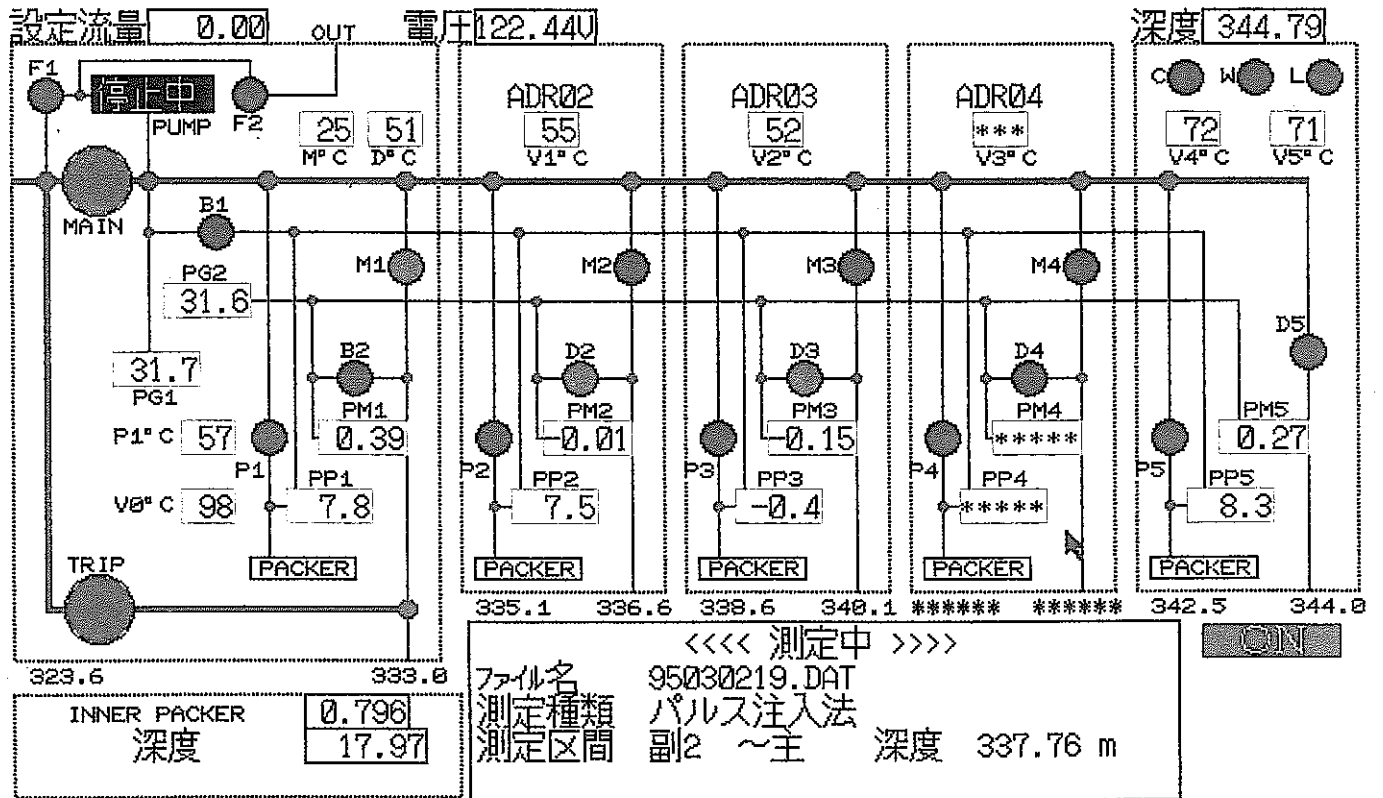 設定流量 0.00 OUT 電圧 122.44V 深度 344.79
F1 停止中 PUMP F2
25 51
M°C D°C
ADR02
55
V1°C
ADR03
52
V2°C
ADR04
***
V3°C
C W L
72 71
V4°C V5°C
MAIN
B1
M1 M2 M3 M4
PG2
31.6
31.7
PG1
B2 D2 D3 D4 D5
PM1 PM2 PM3 PM4 PM5
0.39 -0.01 -0.15 ***** 0.27
P1°C 57
P1 P2 P3 P4 P5
PP1 PP2 PP3 PP4 PP5
V0°C 98
7.8 7.5 -0.4 ***** 8.3
PACKER PACKER PACKER PACKER PACKER
TRIP
335.1 336.6 338.6 340.1 ****** ****** 342.5 344.0
ON
323.6 333.0
INNER PACKER 0.796
深度 17.97
<<<< 測定中 >>>>
ファイル名 95030219.DAT
測定種類 パルス注入法
測定区間 副2 ~主 深度 337.76 m